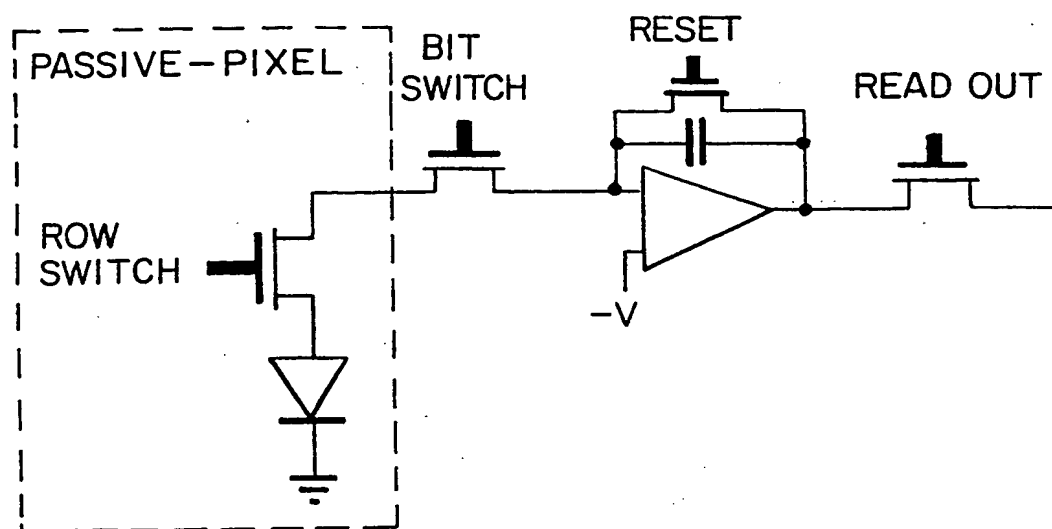 PASSIVE-PIXEL
BIT
SWITCH
RESET
READ OUT
ROW
SWITCH
-V